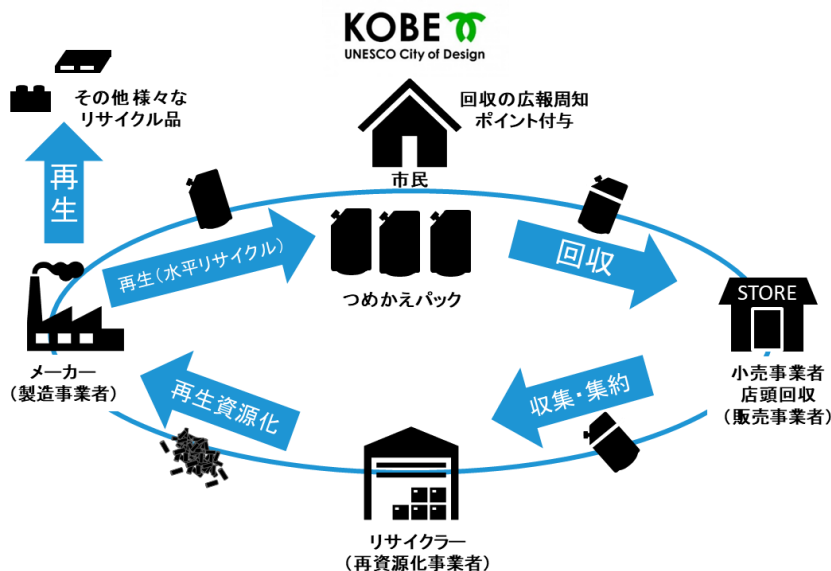 KOBE
UNESCO City of Design
その他 様々な
リサイクル品
回収の広報周知
ポイント付与
再生
市民
再生（水平リサイクル）
回収
つめかえパック
STORE
メーカー
（製造事業者）
再生資源化
収集・集約
小売事業者
店頭回収
（販売事業者）
リサイクラー
（再資源化事業者）